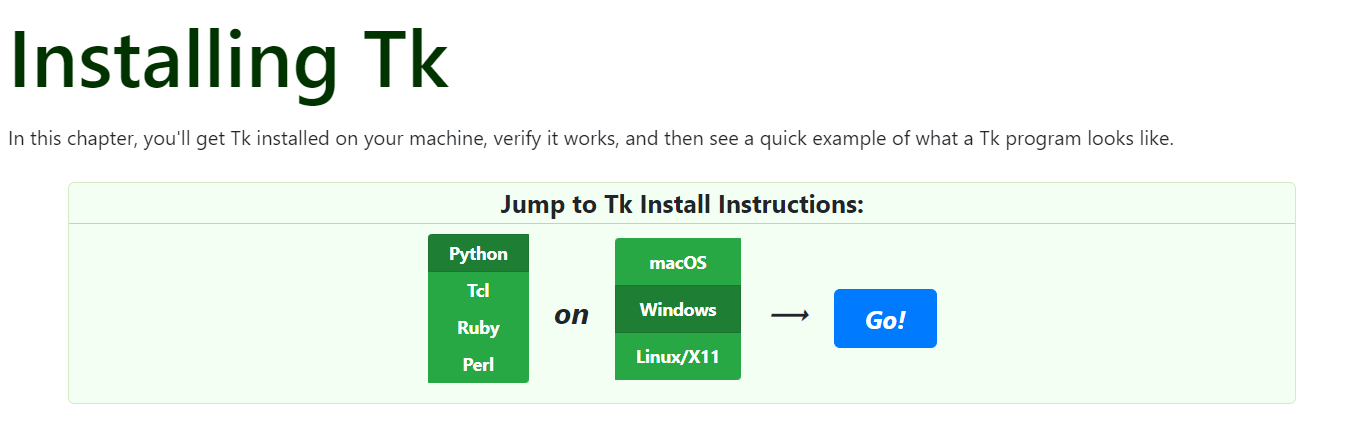 Installing Tk
In this chapter, you'll get Tk installed on your machine, verify it works, and then see a quick example of what a Tk program looks like.
Jump to Tk Install Instructions:
Python
Tcl
Ruby
Perl
on
macOS
Windows
Linux/X11
⟶
Go!